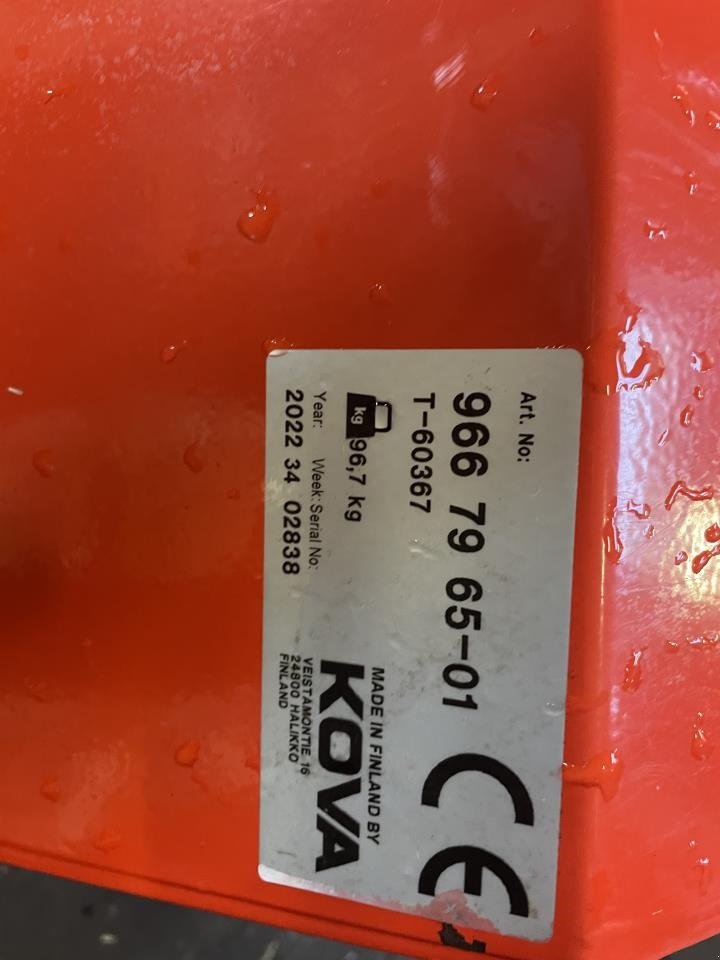 Art. No:
966 79 65-01
T-60367
kg 96,7 kg
Year: Week: Serial No:
2022 34 02838
CE
MADE IN FINLAND BY
KOVA
VEISTAMONTIE 16
24800 HALIKKO
FINLAND